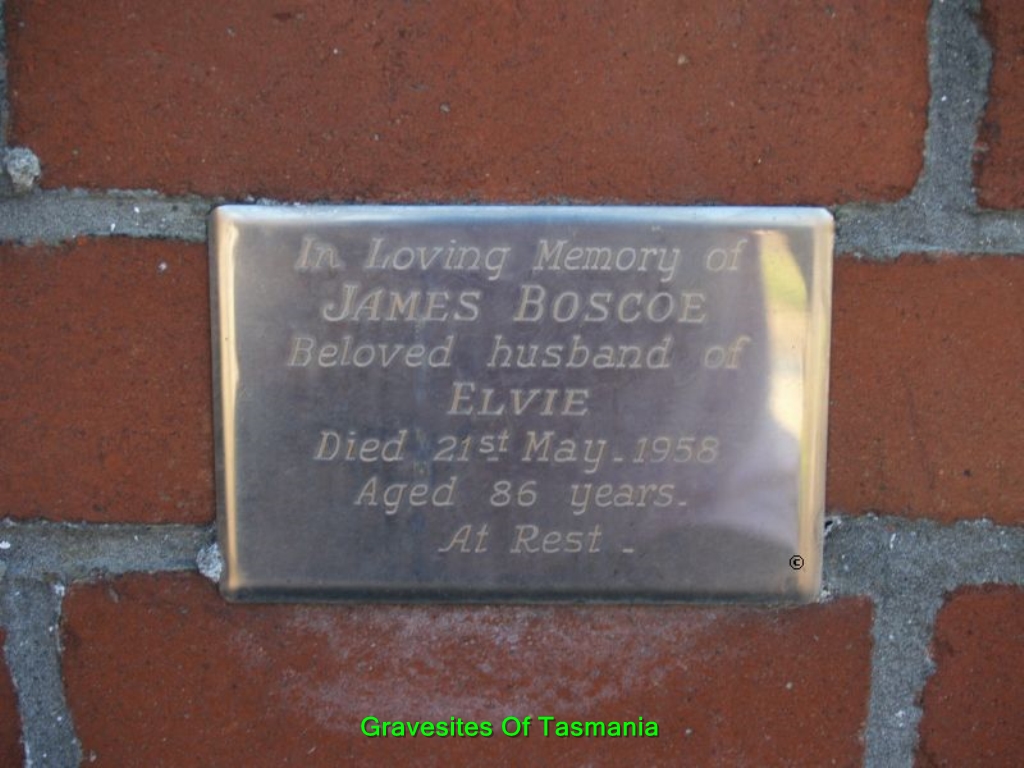 In Loving Memory of
JAMES BOSCOE
Beloved husband of
ELVIE
Died 21st May. 1958
Aged 86 years.
At Rest -
©
Gravesites Of Tasmania